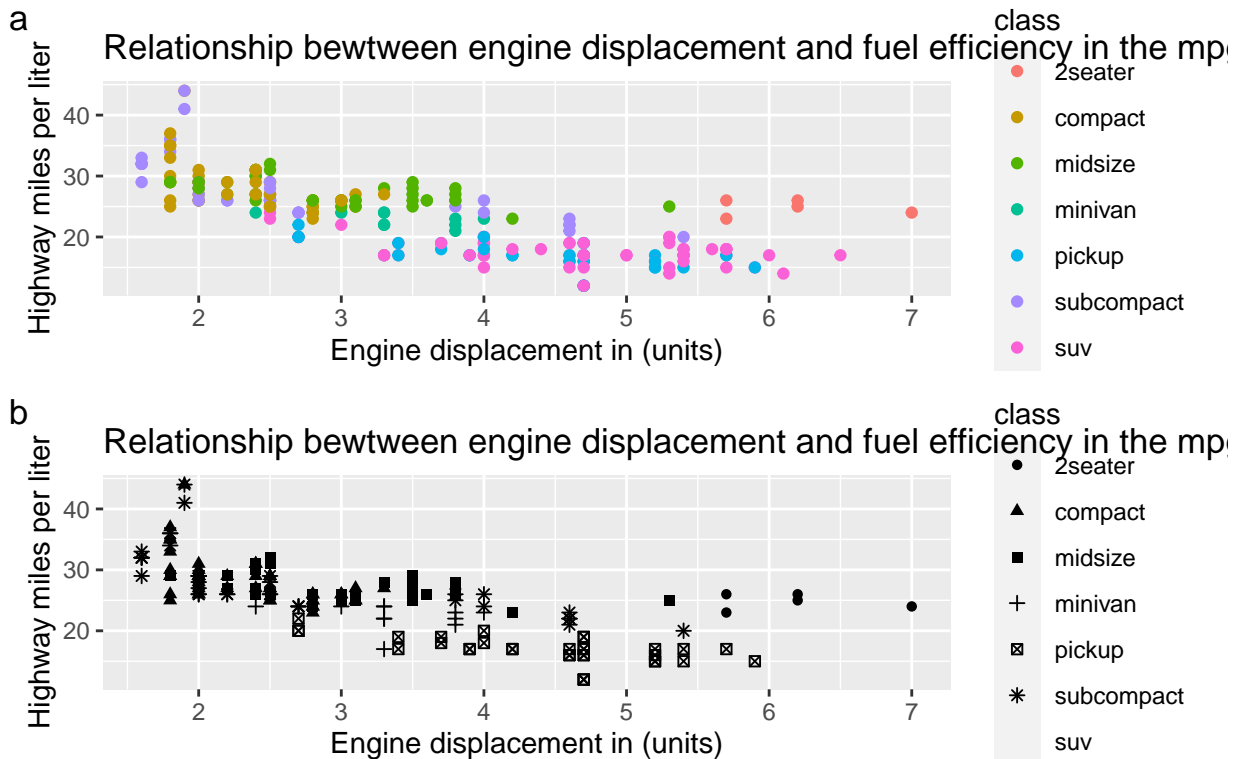 a
Relationship bewtween engine displacement and fuel efficiency in the mpg
Highway miles per liter
40
30
20
2 3 4 5 6 7
Engine displacement in (units)
class
2seater
compact
midsize
minivan
pickup
subcompact
suv
b
Relationship bewtween engine displacement and fuel efficiency in the mpg
Highway miles per liter
40
30
20
2 3 4 5 6 7
Engine displacement in (units)
class
2seater
compact
midsize
minivan
pickup
subcompact
suv